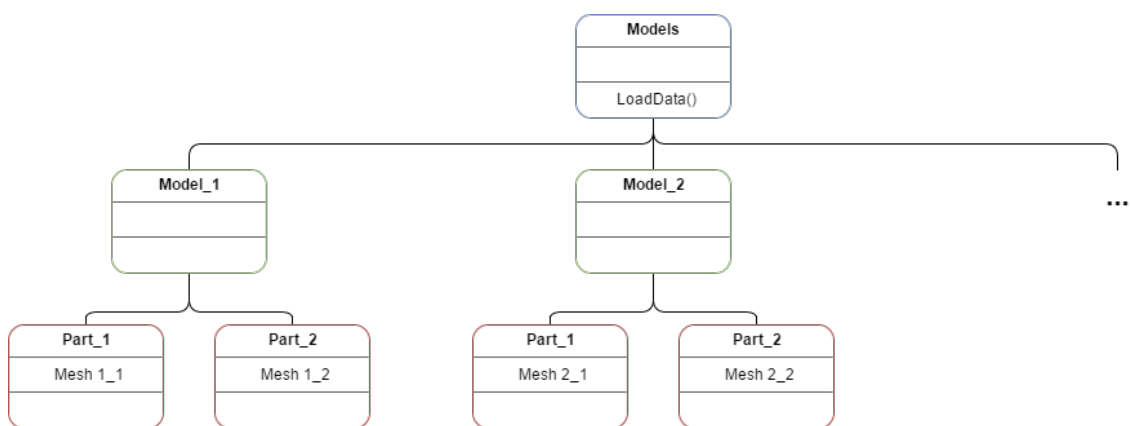 Models
LoadData()
Model_1
Model_2
...
Part_1
Part_2
Part_1
Part_2
Mesh 1_1
Mesh 1_2
Mesh 2_1
Mesh 2_2